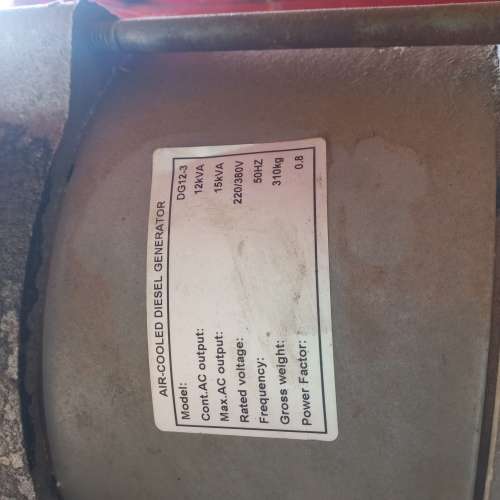 AIR-COOLED DIESEL GENERATOR
Model: DG12-3
Cont.AC output: 12kVA
Max.AC output: 15kVA
Rated voltage: 220/380V
Frequency: 50HZ
Gross weight: 310kg
Power Factor: 0.8